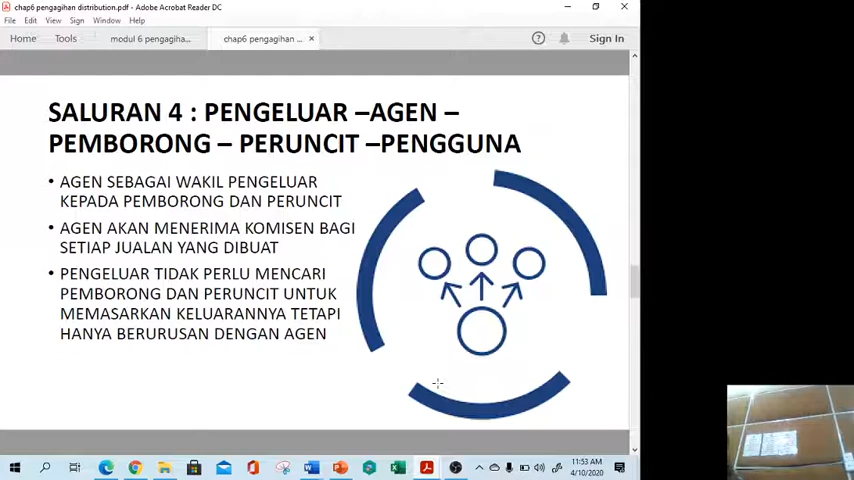 chap6 pengagihan distribution.pdf - Adobe Acrobat Reader DC
File Edit View Sign Window Help
Home Tools modul 6 pengagiha... chap6 pengagihan ... × Sign In
SALURAN 4 : PENGELUAR –AGEN –
PEMBORONG – PERUNCIT –PENGGUNA
• AGEN SEBAGAI WAKIL PENGELUAR
KEPADA PEMBORONG DAN PERUNCIT
• AGEN AKAN MENERIMA KOMISEN BAGI
SETIAP JUALAN YANG DIBUAT
• PENGELUAR TIDAK PERLU MENCARI
PEMBORONG DAN PERUNCIT UNTUK
MEMASARKAN KELUARANNYA TETAPI
HANYA BERURUSAN DENGAN AGEN
11:53 AM
4/10/2020